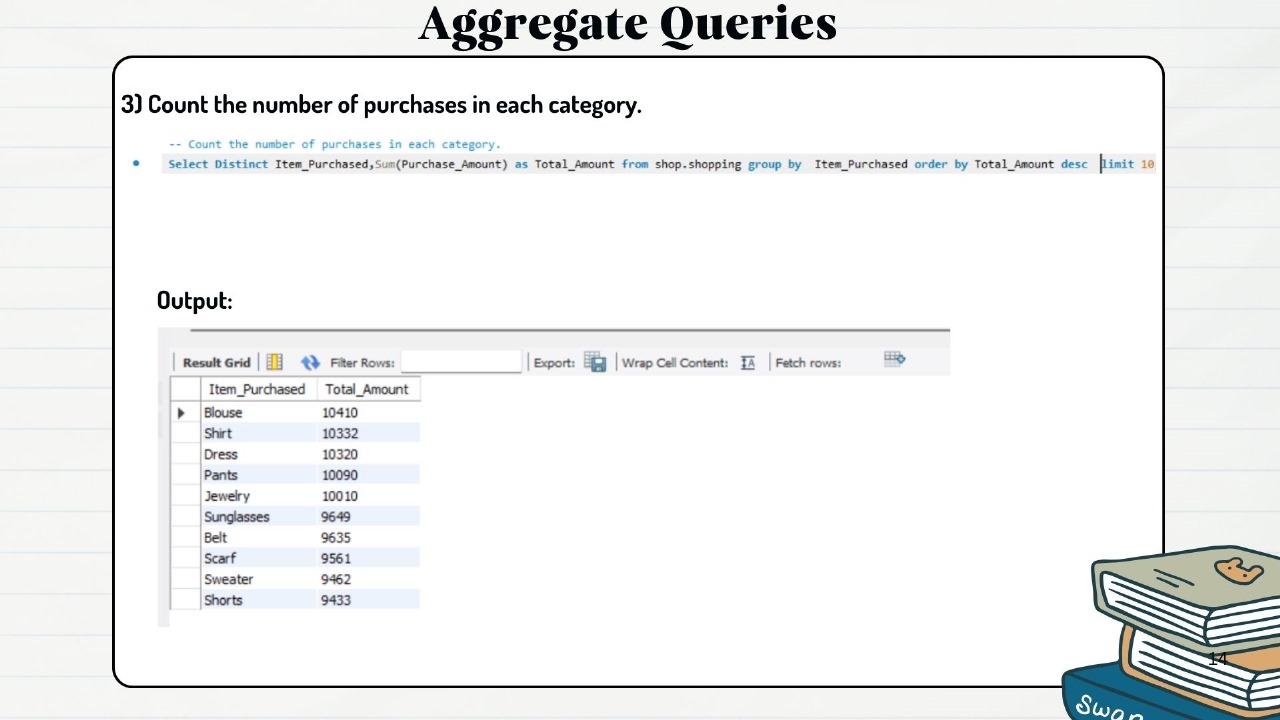 Aggregate Queries
3) Count the number of purchases in each category.
-- Count the number of purchases in each category.
Select Distinct Item_Purchased,Sum(Purchase_Amount) as Total_Amount from shop.shopping group by Item_Purchased order by Total_Amount desc limit 10
Output:
Result Grid Filter Rows: Export: Wrap Cell Content: Fetch rows:
Item_Purchased Total_Amount
Blouse 10410
Shirt 10332
Dress 10320
Pants 10090
Jewelry 10010
Sunglasses 9649
Belt 9635
Scarf 9561
Sweater 9462
Shorts 9433
14